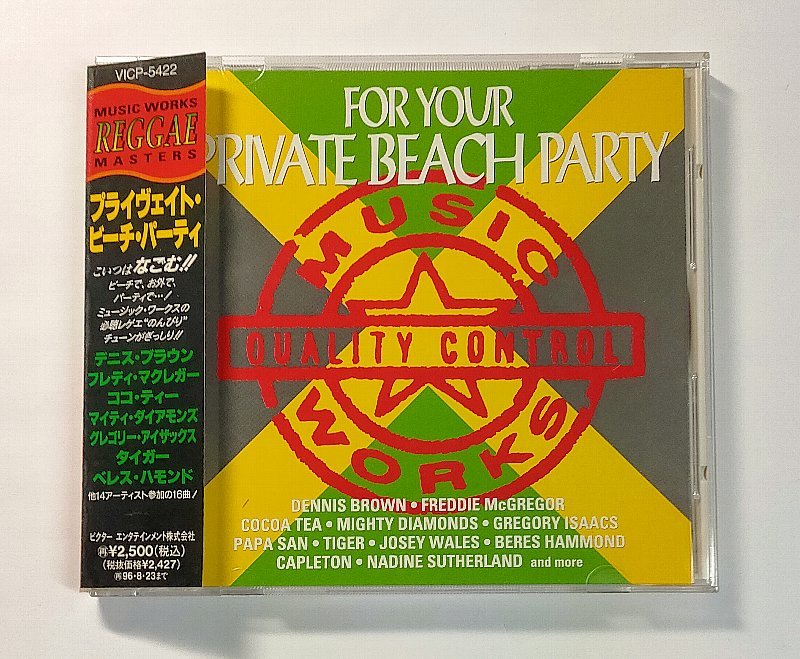 VICP-5422
MUSIC WORKS
REGGAE
MASTERS
プライヴェイト・
ビーチ・パーティ
こいつはなごむ!!
ビーチで、お外で、
パーティで…!
ミュージック・ワークスの
必聴レゲエ“のんびり”
チューンがぎっしり!!
デニス・ブラウン
フレディ・マクレガー
ココ・ティー
マイティ・ダイアモンズ
グレゴリー・アイザックス
タイガー
ベレス・ハモンド
他14アーティスト参加の16曲!
ビクター エンタテインメント株式会社
¥2,500(税込)
(税抜価格¥2,427)
96・8・23まで
FOR YOUR
PRIVATE BEACH PARTY
MUSIC
QUALITY CONTROL
WORKS
DENNIS BROWN • FREDDIE McGREGOR
COCOA TEA • MIGHTY DIAMONDS • GREGORY ISAACS
PAPA SAN • TIGER • JOSEY WALES • BERES HAMMOND
CAPLETON • NADINE SUTHERLAND and more